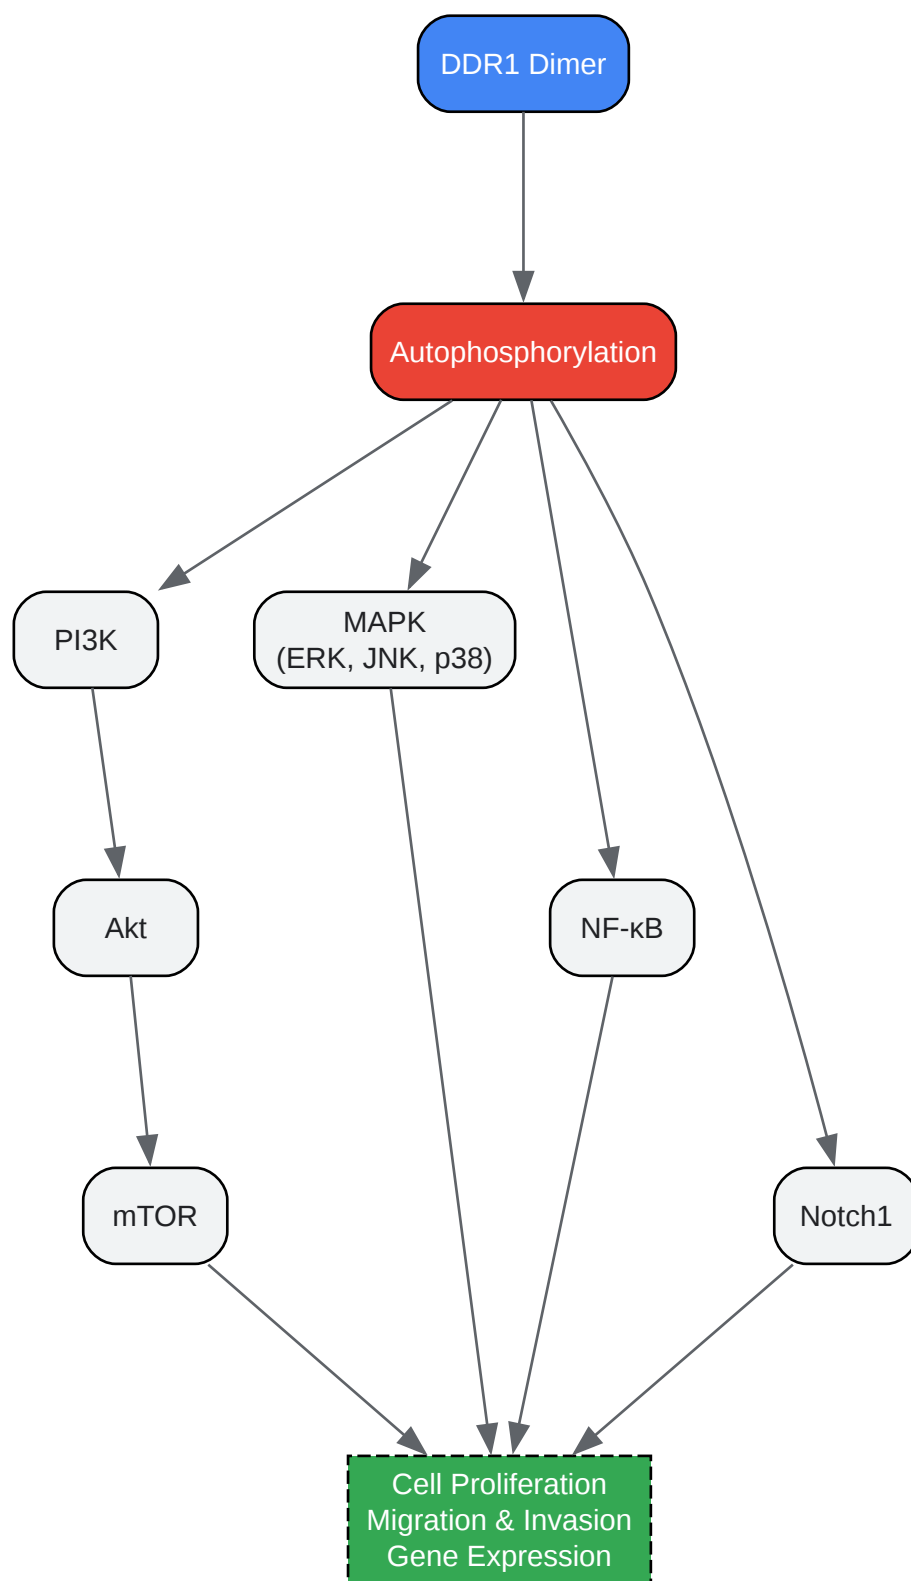 DDR1 Dimer
Autophosphorylation
PI3K
MAPK
(ERK, JNK, p38)
Akt
NF-κB
mTOR
Notch1
Cell Proliferation
Migration & Invasion
Gene Expression